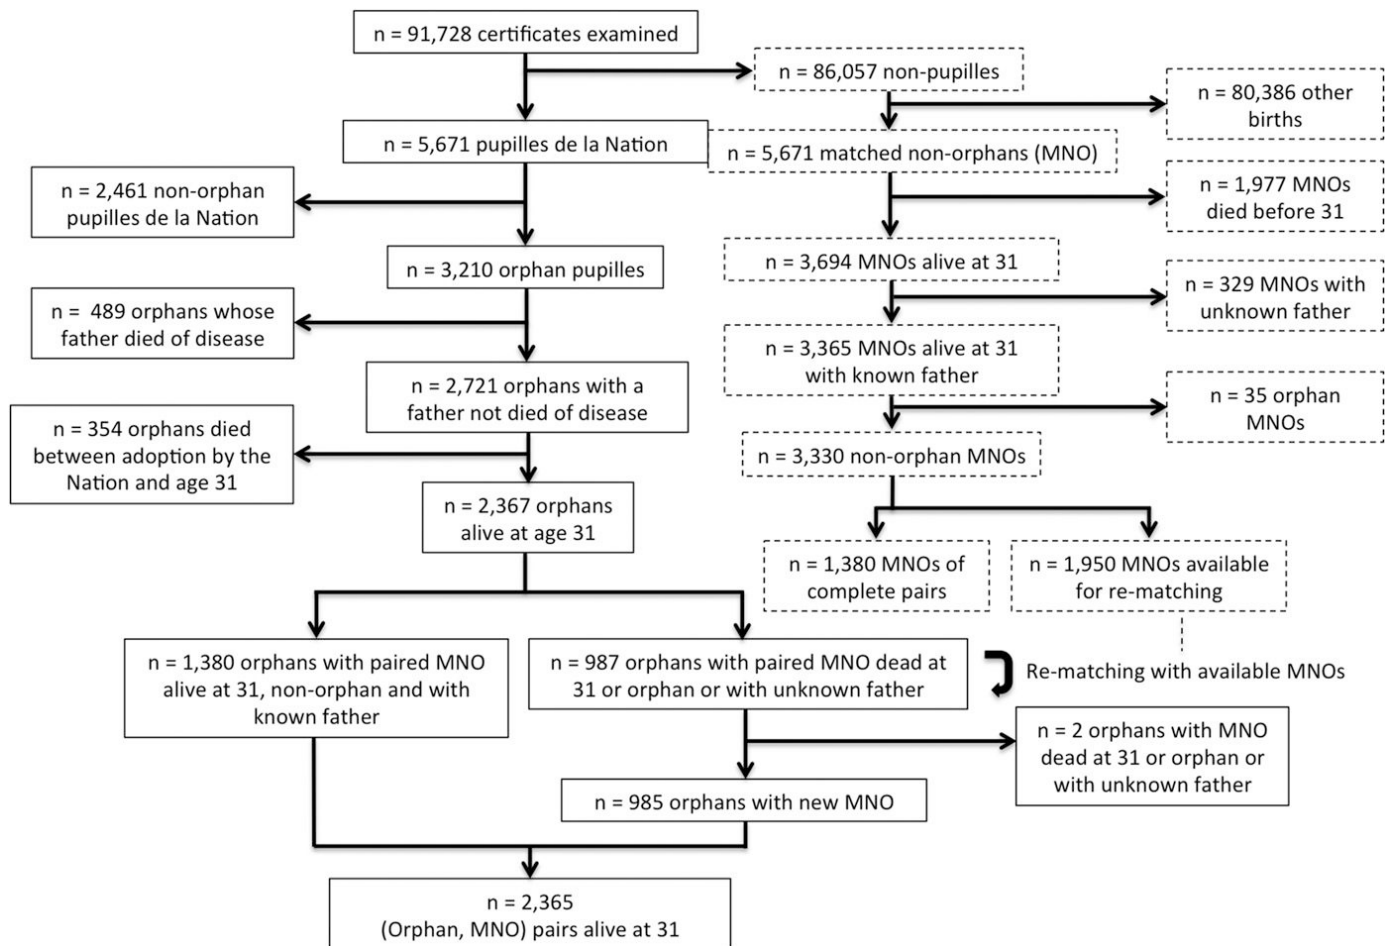 n = 91,728 certificates examined
n = 86,057 non-pupilles
n = 80,386 other
births
n = 5,671 pupilles de la Nation
n = 5,671 matched non-orphans (MNO)
n = 2,461 non-orphan
pupilles de la Nation
n = 1,977 MNOs
died before 31
n = 3,210 orphan pupilles
n = 3,694 MNOs alive at 31
n = 489 orphans whose
father died of disease
n = 329 MNOs with
unknown father
n = 2,721 orphans with a
father not died of disease
n = 3,365 MNOs alive at 31
with known father
n = 354 orphans died
between adoption by the
Nation and age 31
n = 35 orphan
MNOs
n = 3,330 non-orphan MNOs
n = 2,367 orphans
alive at age 31
n = 1,380 MNOs of
complete pairs
n = 1,950 MNOs available
for re-matching
n = 1,380 orphans with paired MNO
alive at 31, non-orphan and with
known father
n = 987 orphans with paired MNO dead at
31 or orphan or with unknown father
Re-matching with available MNOs
n = 2 orphans with MNO
dead at 31 or orphan or
with unknown father
n = 985 orphans with new MNO
n = 2,365
(Orphan, MNO) pairs alive at 31